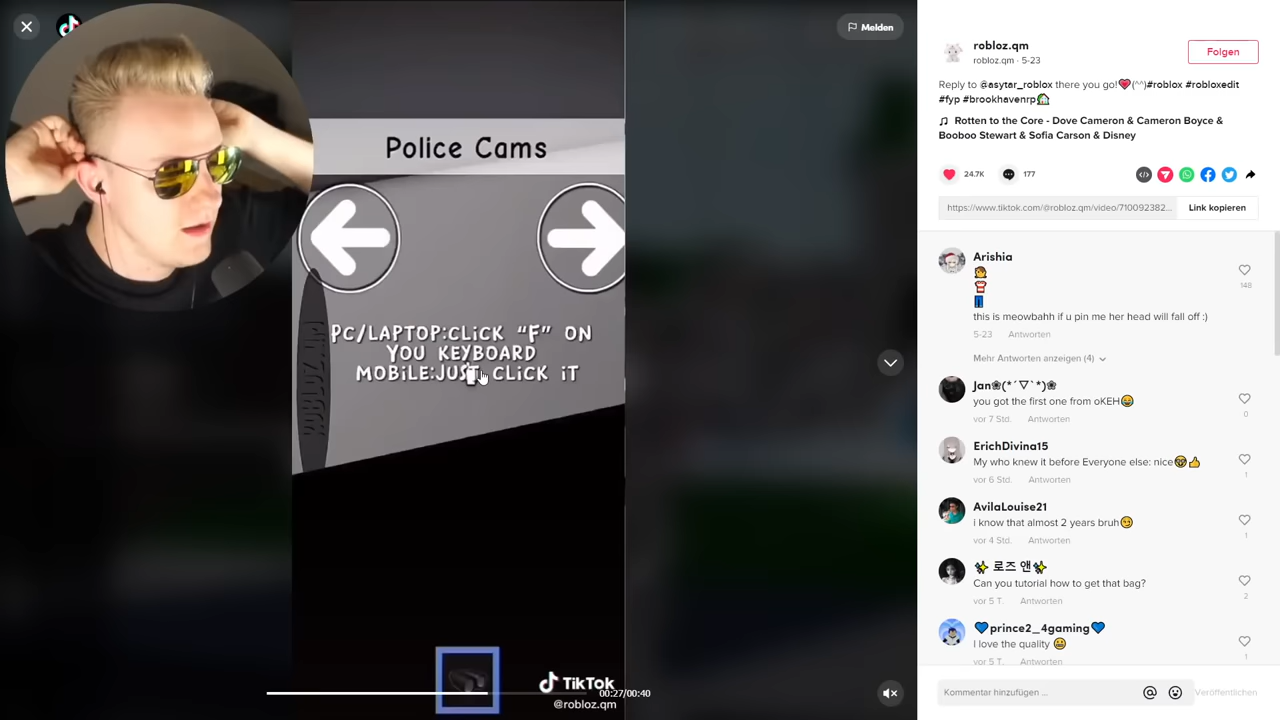 Melden
Police Cams
PC/LAPTOP:CLiCK “F” ON
YOU KEYBOARD
MOBiLE:JUST CLiCK iT
ROBLOZ.QM
TikTok
@robloz.qm
00:27/00:40
robloz.qm
robloz.qm · 5-23
Folgen
Reply to @asytar_roblox there you go!💗(^^)#roblox #robloxedit
#fyp #brookhavenrp🏡
♫ Rotten to the Core - Dove Cameron & Cameron Boyce &
Booboo Stewart & Sofia Carson & Disney
24.7K
177
https://www.tiktok.com/@robloz.qm/video/710092382...
Link kopieren
Arishia
this is meowbahh if u pin me her head will fall off :)
148
5-23 Antworten
Mehr Antworten anzeigen (4)
Jan❀(*´▽`*)❀
you got the first one from oKEH😂
0
vor 7 Std. Antworten
ErichDivina15
My who knew it before Everyone else: nice🤓👍
1
vor 6 Std. Antworten
AvilaLouise21
i know that almost 2 years bruh😏
1
vor 4 Std. Antworten
✨ 로즈 앤✨
Can you tutorial how to get that bag?
2
vor 5 T. Antworten
💙prince2_4gaming💙
I love the quality 😄
1
vor 5 T. Antworten
Kommentar hinzufügen ...
Veröffentlichen